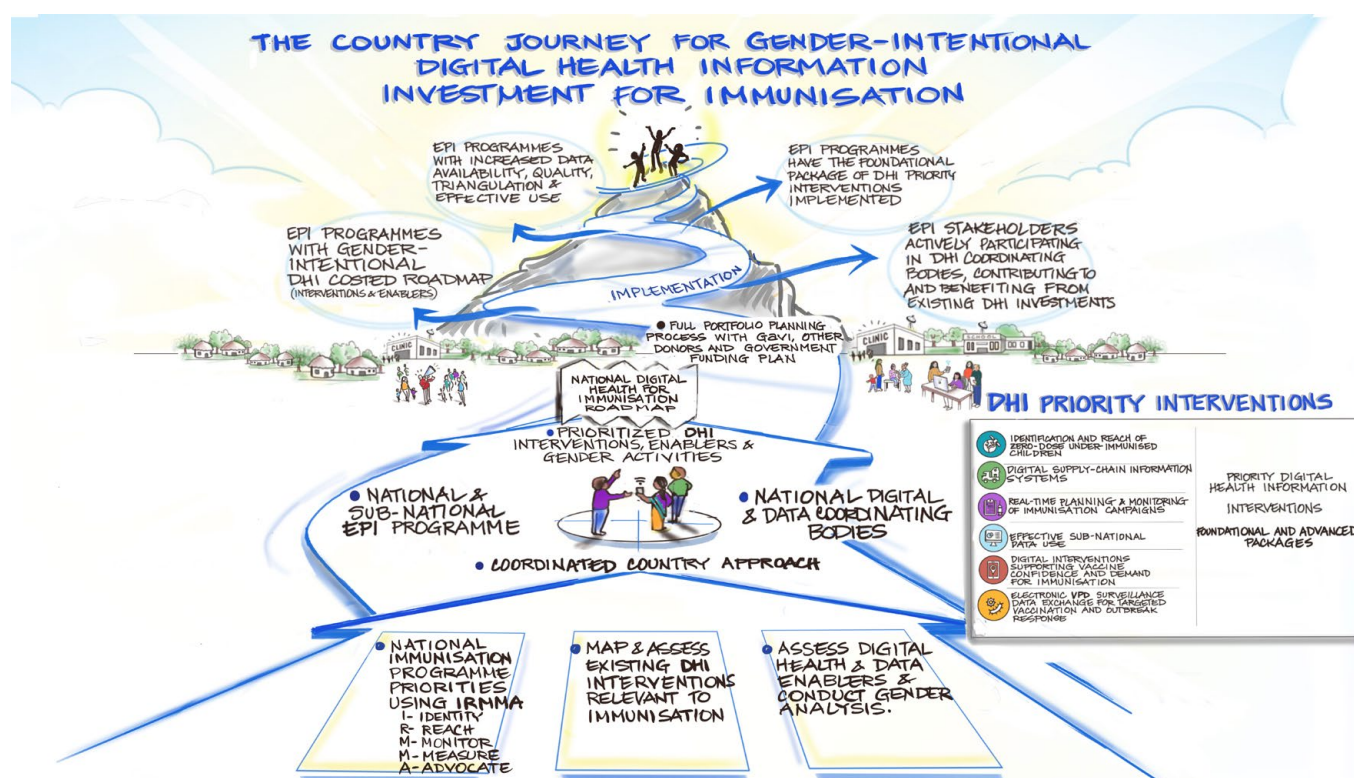 THE COUNTRY JOURNEY FOR GENDER-INTENTIONAL
DIGITAL HEALTH INFORMATION
INVESTMENT FOR IMMUNISATION
EPI PROGRAMMES
WITH INCREASED DATA
AVAILABILITY, QUALITY,
TRIANGULATION &
EFFECTIVE USE
EPI PROGRAMMES
HAVE THE FOUNDATIONAL
PACKAGE OF DHI PRIORITY
INTERVENTIONS
IMPLEMENTED
EPI PROGRAMMES
WITH GENDER-
INTENTIONAL
DHI COSTED ROADMAP
(INTERVENTIONS & ENABLERS)
EPI STAKEHOLDERS
ACTIVELY PARTICIPATING
IN DHI COORDINATING
BODIES, CONTRIBUTING TO
AND BENEFITING FROM
EXISTING DHI INVESTMENTS
IMPLEMENTATION
• FULL PORTFOLIO PLANNING
PROCESS WITH GAVI, OTHER
DONORS AND GOVERNMENT
FUNDING PLAN
CLINIC
CLINIC
SCHOOL
NATIONAL DIGITAL
HEALTH FOR
IMMUNISATION
ROADMAP
• PRIORITIZED DHI
INTERVENTIONS, ENABLERS &
GENDER ACTIVITIES
• NATIONAL &
SUB-NATIONAL
EPI PROGRAMME
• NATIONAL DIGITAL
& DATA COORDINATING
BODIES
• COORDINATED COUNTRY APPROACH
• NATIONAL
IMMUNISATION
PROGRAMME
PRIORITIES
USING IRMMA
I- IDENTITY
R- REACH
M- MONITOR
M- MEASURE
A- ADVOCATE
• MAP & ASSESS
EXISTING DHI
INTERVENTIONS
RELEVANT TO
IMMUNISATION
• ASSESS DIGITAL
HEALTH & DATA
ENABLERS &
CONDUCT GENDER
ANALYSIS.
DHI PRIORITY INTERVENTIONS
IDENTIFICATION AND REACH OF
ZERO-DOSE UNDER-IMMUNISED
CHILDREN
DIGITAL SUPPLY-CHAIN INFORMATION
SYSTEMS
REAL-TIME PLANNING & MONITORING
OF IMMUNISATION CAMPAIGNS
EFFECTIVE SUB-NATIONAL
DATA USE
DIGITAL INTERVENTIONS
SUPPORTING VACCINE
CONFIDENCE AND DEMAND
FOR IMMUNISATION
ELECTRONIC VPD SURVEILLANCE
DATA EXCHANGE FOR TARGETED
VACCINATION AND OUTBREAK
RESPONSE
PRIORITY DIGITAL
HEALTH INFORMATION
INTERVENTIONS
FOUNDATIONAL AND ADVANCED
PACKAGES